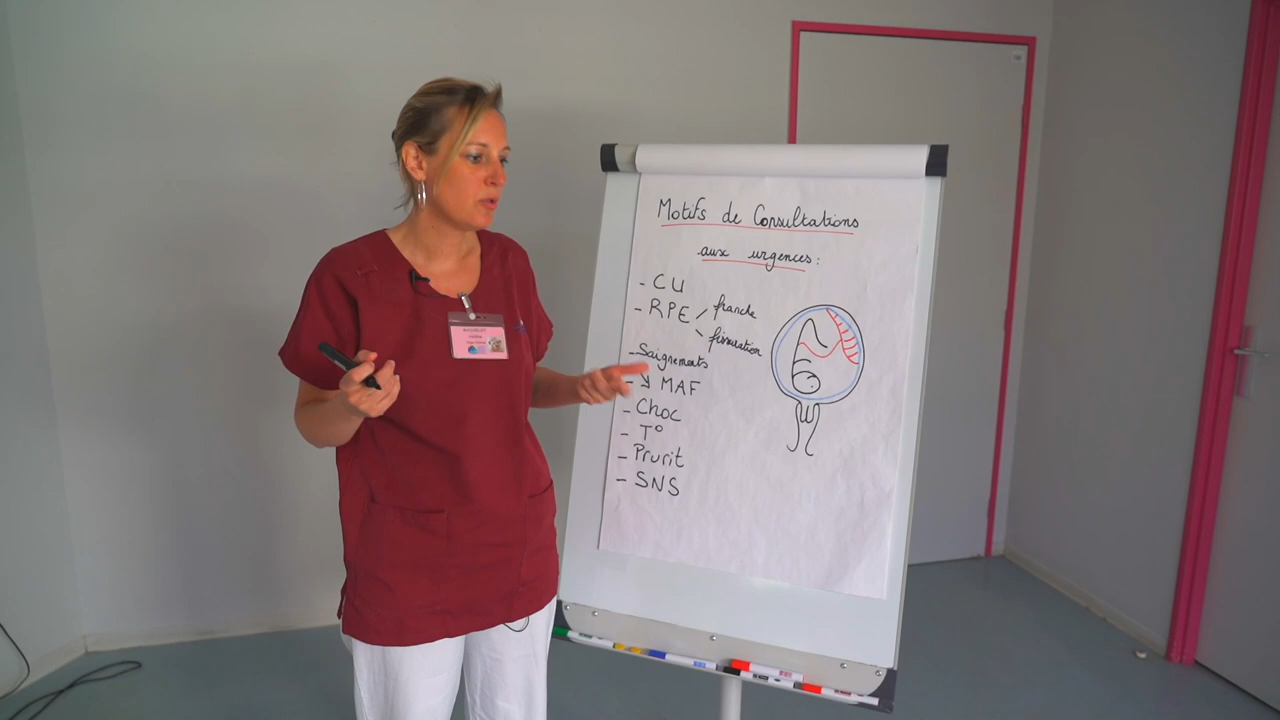 Motifs de Consultations
aux urgences :
- CU
- RPE / franche
\ fissuration
- Saignements
- ↘ MAF
- Choc
- T°
- Prurit
- SNS